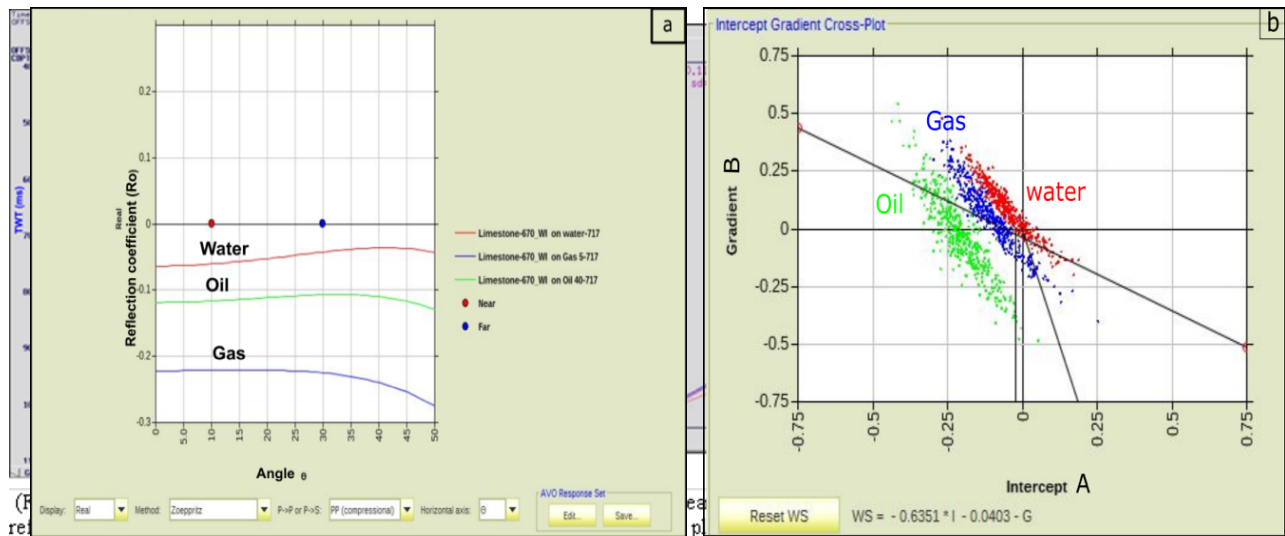 a
0.2
0.1
0
-0.1
-0.2
-0.3
Real
Reflection coefficient (Ro)
TWT (ms)
Water
Oil
Gas
0 5.0 10 15 20 25 30 35 40 45 50
Angle θ
Limestone-670_WI on water-717
Limestone-670_WI on Gas 5-717
Limestone-670_WI on Oil 40-717
Near
Far
Display: Real Method: Zoeppritz P->P or P->S: PP (compressional) Horizontal axis: θ
AVO Response Set
Edit... Save...
Intercept Gradient Cross-Plot
b
0.75
0.5
0.25
0
-0.25
-0.5
-0.75
Gradient B
Gas
Oil
water
-0.75 -0.5 -0.25 0 0.25 0.5 0.75
Intercept A
Reset WS WS = - 0.6351 * I - 0.0403 - G